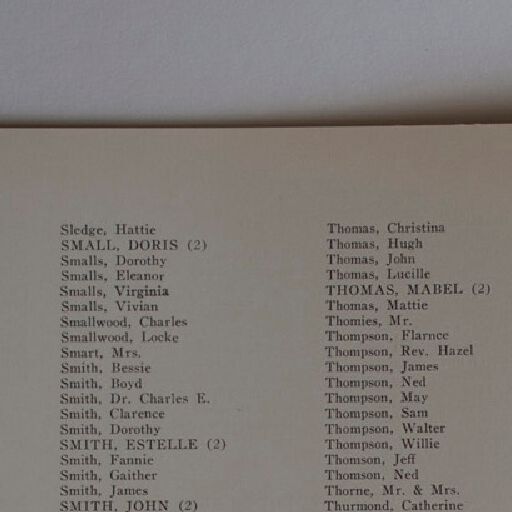 Sledge, Hattie
SMALL, DORIS (2)
Smalls, Dorothy
Smalls, Eleanor
Smalls, Virginia
Smalls, Vivian
Smallwood, Charles
Smallwood, Locke
Smart, Mrs.
Smith, Bessie
Smith, Boyd
Smith, Dr. Charles E.
Smith, Clarence
Smith, Dorothy
SMITH, ESTELLE (2)
Smith, Fannie
Smith, Gaither
Smith, James
SMITH, JOHN (2)
Thomas, Christina
Thomas, Hugh
Thomas, John
Thomas, Lucille
THOMAS, MABEL (2)
Thomas, Mattie
Thomies, Mr.
Thompson, Flarnce
Thompson, Rev. Hazel
Thompson, James
Thompson, Ned
Thompson, May
Thompson, Sam
Thompson, Walter
Thompson, Willie
Thomson, Jeff
Thomson, Ned
Thorne, Mr. & Mrs.
Thurmond, Catherine